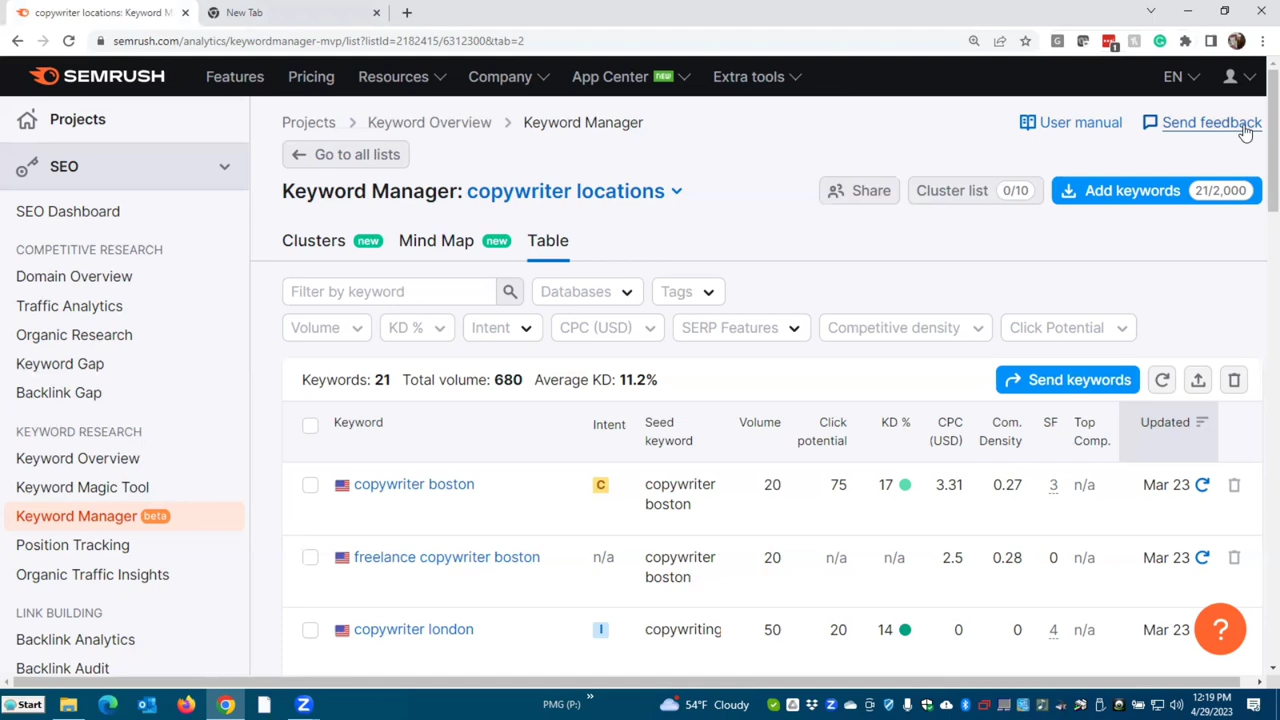 copywriter locations: Keyword M
New Tab
semrush.com/analytics/keywordmanager-mvp/list?listId=2182415/6312300&tab=2
1
SEMRUSH
Features
Pricing
Resources
Company
App Center NEW
Extra tools
EN
Projects
SEO
SEO Dashboard
COMPETITIVE RESEARCH
Domain Overview
Traffic Analytics
Organic Research
Keyword Gap
Backlink Gap
KEYWORD RESEARCH
Keyword Overview
Keyword Magic Tool
Keyword Manager beta
Position Tracking
Organic Traffic Insights
LINK BUILDING
Backlink Analytics
Backlink Audit
Projects > Keyword Overview > Keyword Manager
User manual
Send feedback
← Go to all lists
Keyword Manager: copywriter locations
Share
Cluster list 0/10
Add keywords 21/2,000
Clusters new
Mind Map new
Table
Filter by keyword
Databases
Tags
Volume
KD %
Intent
CPC (USD)
SERP Features
Competitive density
Click Potential
Keywords: 21 Total volume: 680 Average KD: 11.2%
Send keywords
Keyword
Intent
Seed
keyword
Volume
Click
potential
KD %
CPC
(USD)
Com.
Density
SF
Top
Comp.
Updated
copywriter boston C copywriter
boston
20 75 17 3.31 0.27 3 n/a Mar 23
freelance copywriter boston n/a copywriter
boston
20 n/a n/a 2.5 0.28 0 n/a Mar 23
copywriter london I copywriting 50 20 14 0 0 4 n/a Mar 23
?
Start
PMG (P:)
»
54°F Cloudy
12:19 PM
4/29/2023